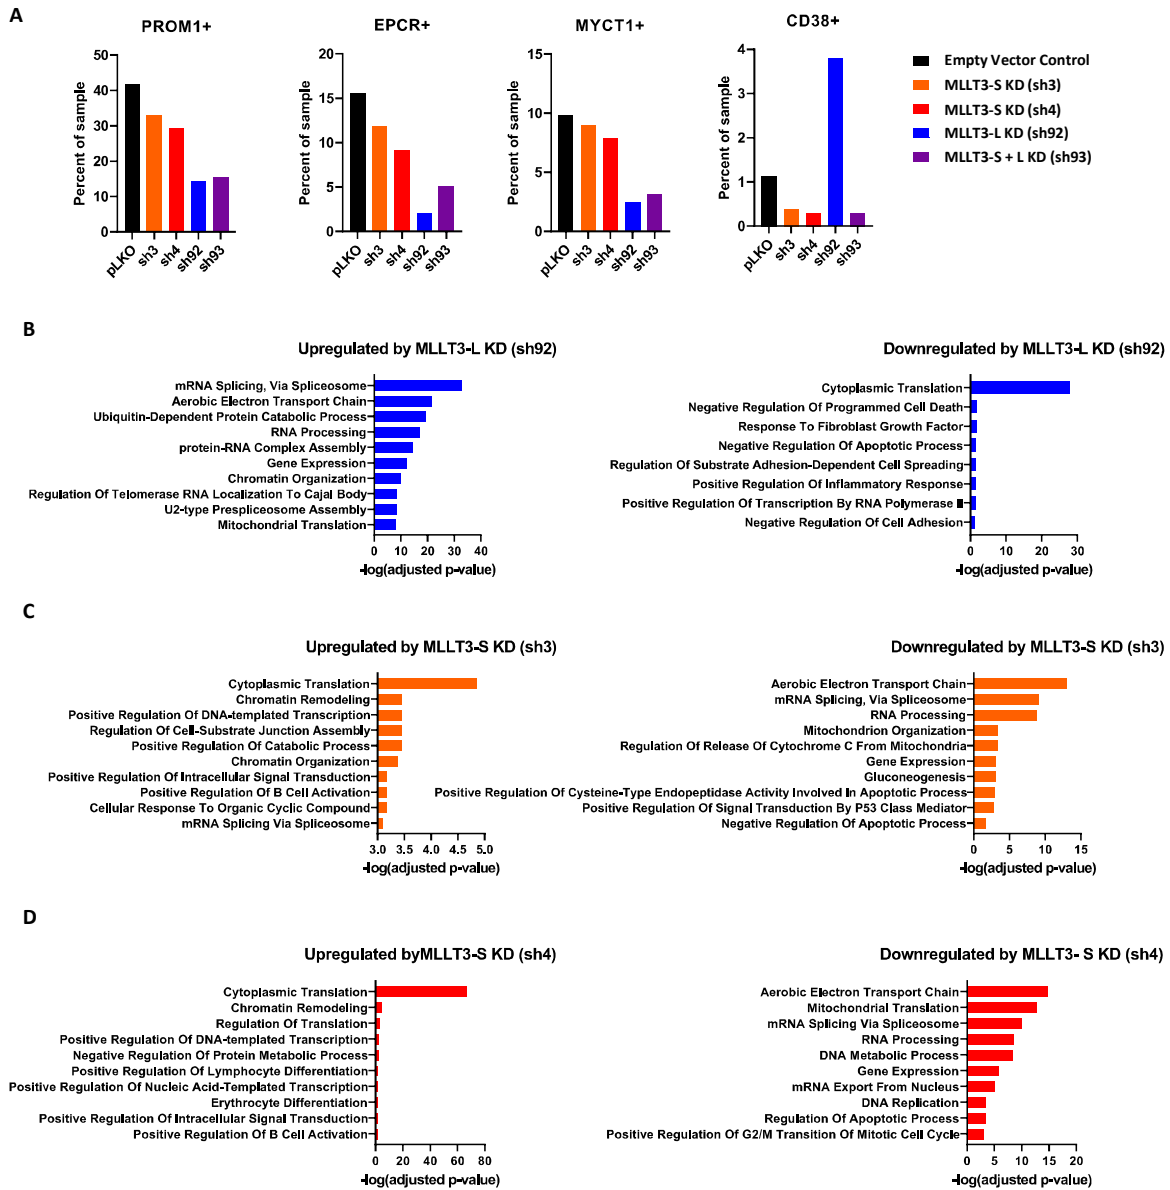 A
PROM1+
EPCR+
MYCT1+
CD38+
Percent of sample
50
40
30
20
10
0
pLKO
sh3
sh4
sh92
sh93
Percent of sample
20
15
10
5
0
pLKO
sh3
sh4
sh92
sh93
Percent of sample
15
10
5
0
pLKO
sh3
sh4
sh92
sh93
Percent of sample
4
3
2
1
0
pLKO
sh3
sh4
sh92
sh93
Empty Vector Control
MLLT3-S KD (sh3)
MLLT3-S KD (sh4)
MLLT3-L KD (sh92)
MLLT3-S + L KD (sh93)
B
Upregulated by MLLT3-L KD (sh92)
mRNA Splicing, Via Spliceosome
Aerobic Electron Transport Chain
Ubiquitin-Dependent Protein Catabolic Process
RNA Processing
protein-RNA Complex Assembly
Gene Expression
Chromatin Organization
Regulation Of Telomerase RNA Localization To Cajal Body
U2-type Prespliceosome Assembly
Mitochondrial Translation
0 10 20 30 40
-log(adjusted p-value)
Downregulated by MLLT3-L KD (sh92)
Cytoplasmic Translation
Negative Regulation Of Programmed Cell Death
Response To Fibroblast Growth Factor
Negative Regulation Of Apoptotic Process
Regulation Of Substrate Adhesion-Dependent Cell Spreading
Positive Regulation Of Inflammatory Response
Positive Regulation Of Transcription By RNA Polymerase II
Negative Regulation Of Cell Adhesion
0 10 20 30
-log(adjusted p-value)
C
Upregulated by MLLT3-S KD (sh3)
Cytoplasmic Translation
Chromatin Remodeling
Positive Regulation Of DNA-templated Transcription
Regulation Of Cell-Substrate Junction Assembly
Positive Regulation Of Catabolic Process
Chromatin Organization
Positive Regulation Of Intracellular Signal Transduction
Positive Regulation Of B Cell Activation
Cellular Response To Organic Cyclic Compound
mRNA Splicing Via Spliceosome
3.0 3.5 4.0 4.5 5.0
-log(adjusted p-value)
Downregulated by MLLT3-S KD (sh3)
Aerobic Electron Transport Chain
mRNA Splicing, Via Spliceosome
RNA Processing
Mitochondrion Organization
Regulation Of Release Of Cytochrome C From Mitochondria
Gene Expression
Gluconeogenesis
Positive Regulation Of Cysteine-Type Endopeptidase Activity Involved In Apoptotic Process
Positive Regulation Of Signal Transduction By P53 Class Mediator
Negative Regulation Of Apoptotic Process
0 5 10 15
-log(adjusted p-value)
D
Upregulated byMLLT3-S KD (sh4)
Cytoplasmic Translation
Chromatin Remodeling
Regulation Of Translation
Positive Regulation Of DNA-templated Transcription
Negative Regulation Of Protein Metabolic Process
Positive Regulation Of Lymphocyte Differentiation
Positive Regulation Of Nucleic Acid-Templated Transcription
Erythrocyte Differentiation
Positive Regulation Of Intracellular Signal Transduction
Positive Regulation Of B Cell Activation
0 20 40 60 80
-log(adjusted p-value)
Downregulated by MLLT3- S KD (sh4)
Aerobic Electron Transport Chain
Mitochondrial Translation
mRNA Splicing Via Spliceosome
RNA Processing
DNA Metabolic Process
Gene Expression
mRNA Export From Nucleus
DNA Replication
Regulation Of Apoptotic Process
Positive Regulation Of G2/M Transition Of Mitotic Cell Cycle
0 5 10 15 20
-log(adjusted p-value)